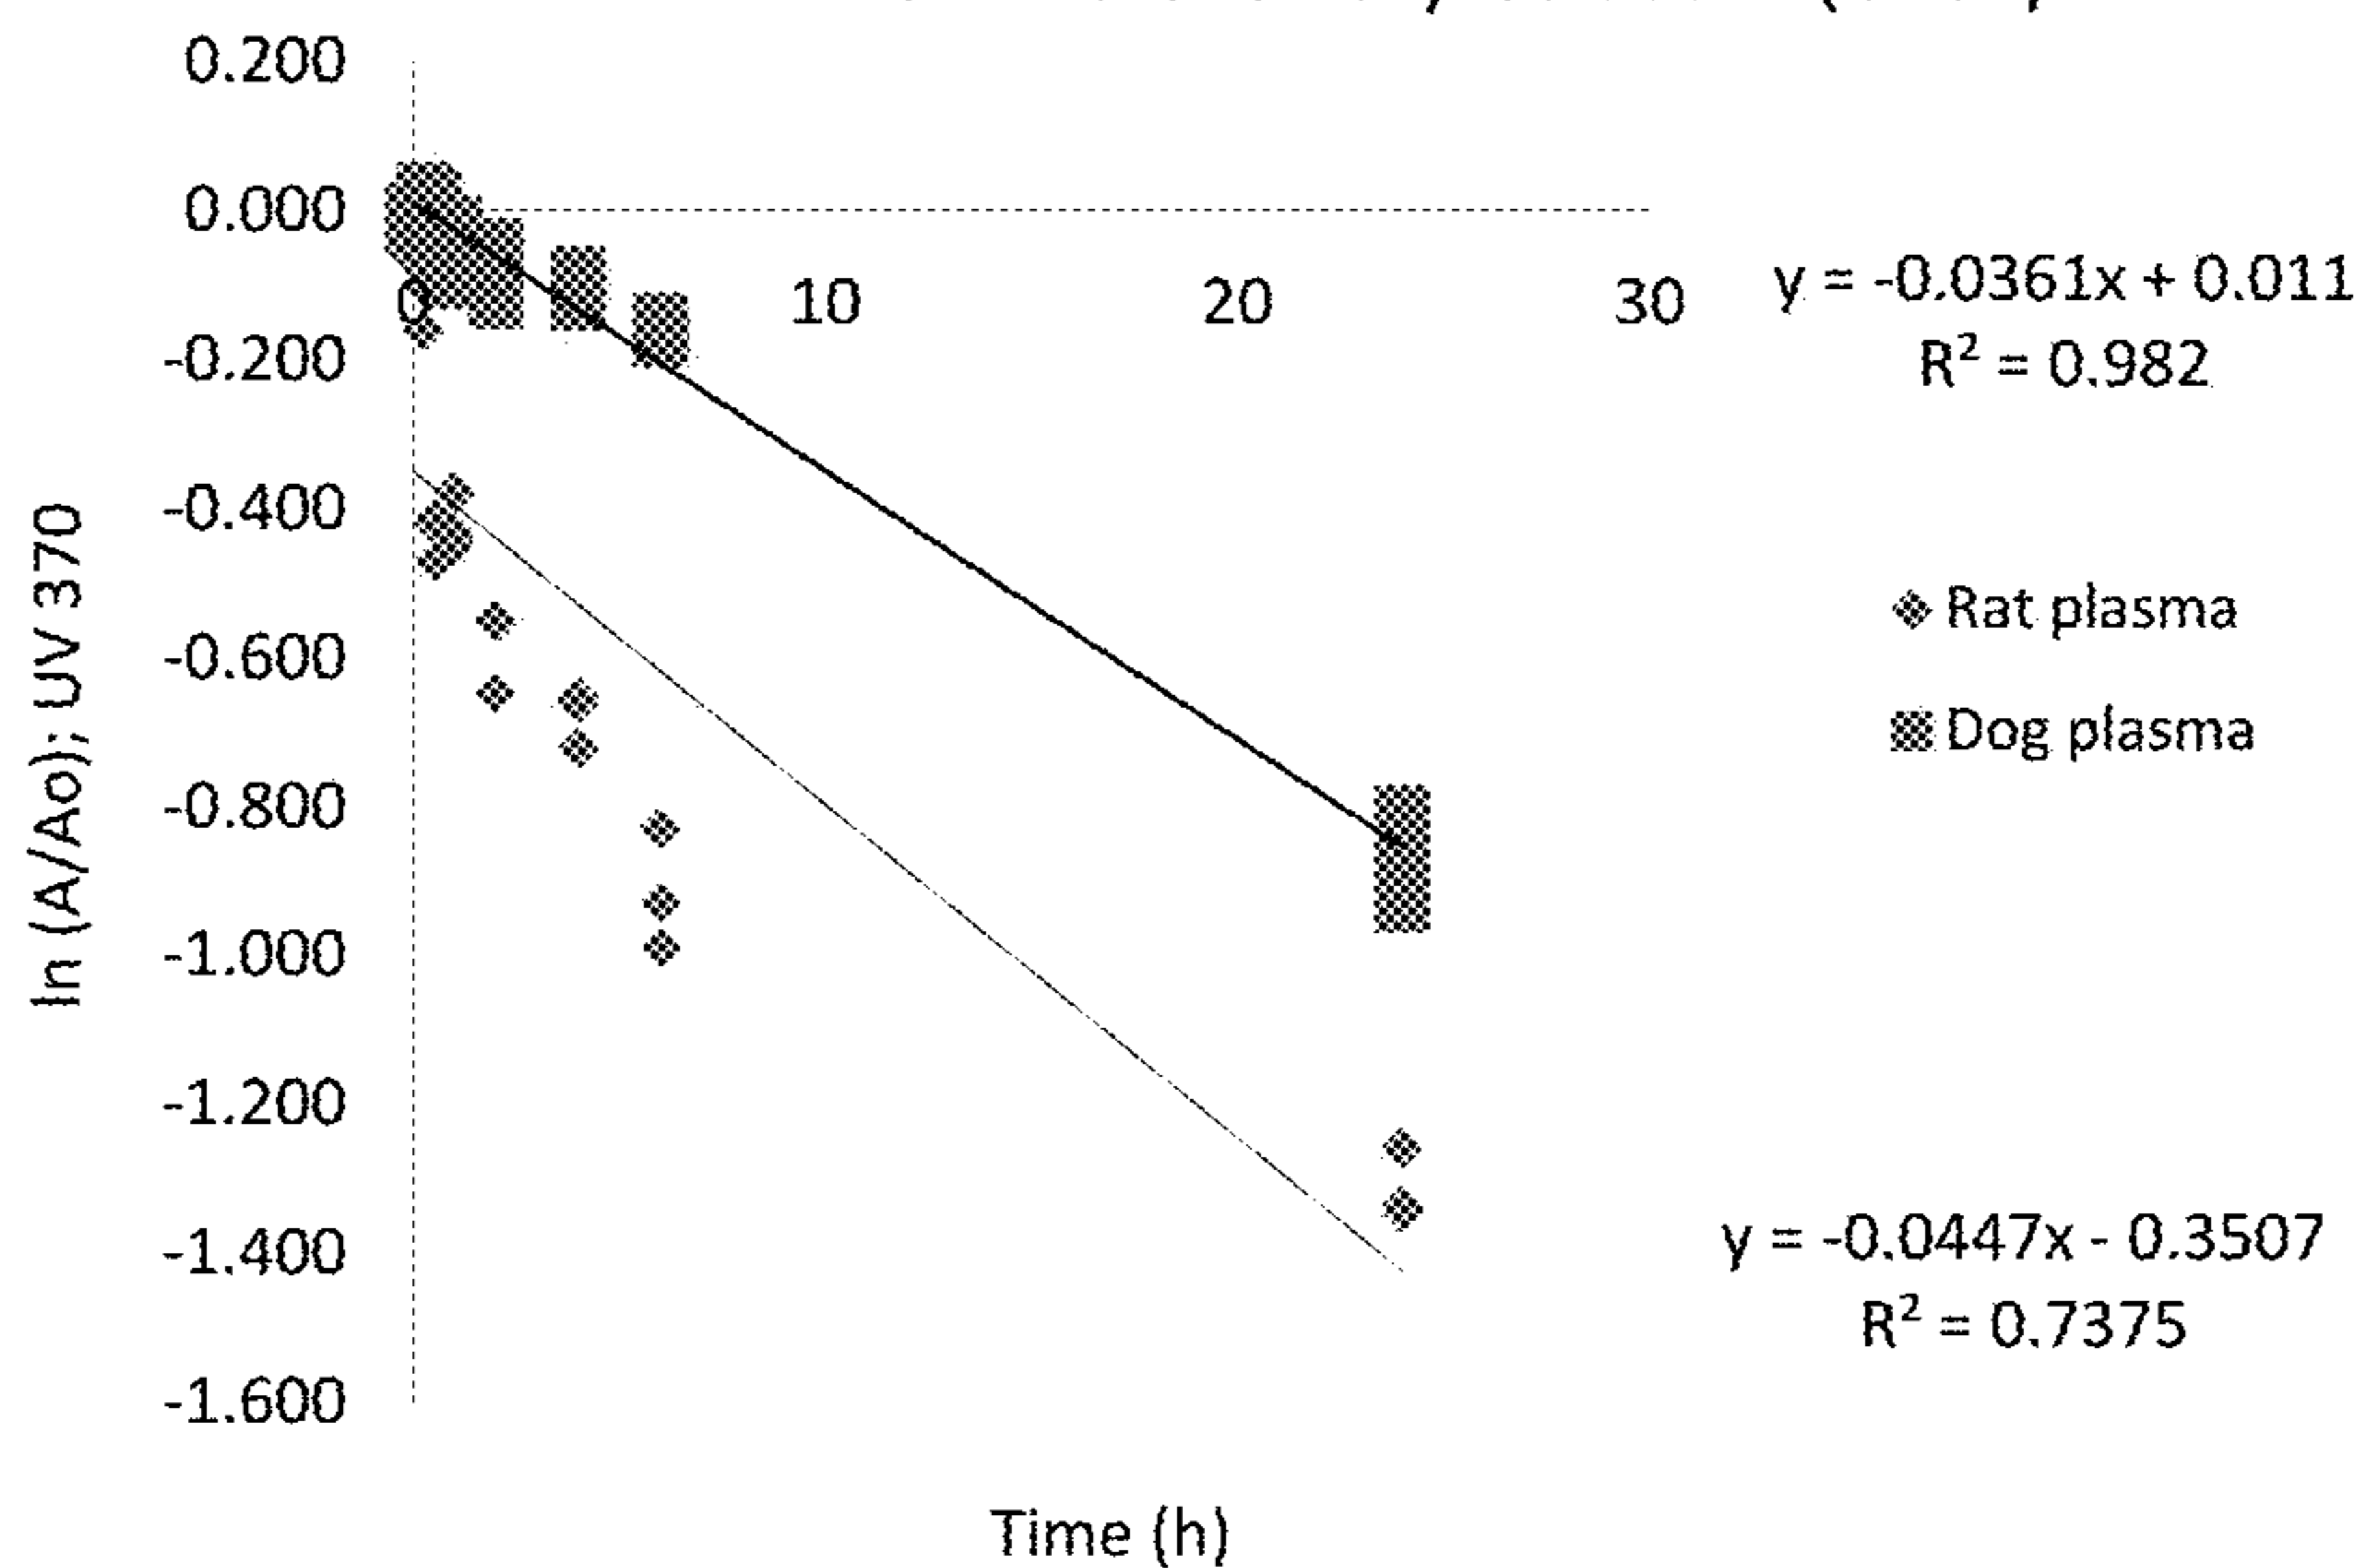 0.200
0.000
-0.200
-0.400
-0.600
-0.800
-1.000
-1.200
-1.400
-1.600
0 10 20 30
ln (A/Ao); UV 370
Time (h)
y = -0.0361x + 0.011
R² = 0.982
Rat plasma
Dog plasma
y = -0.0447x - 0.3507
R² = 0.7375